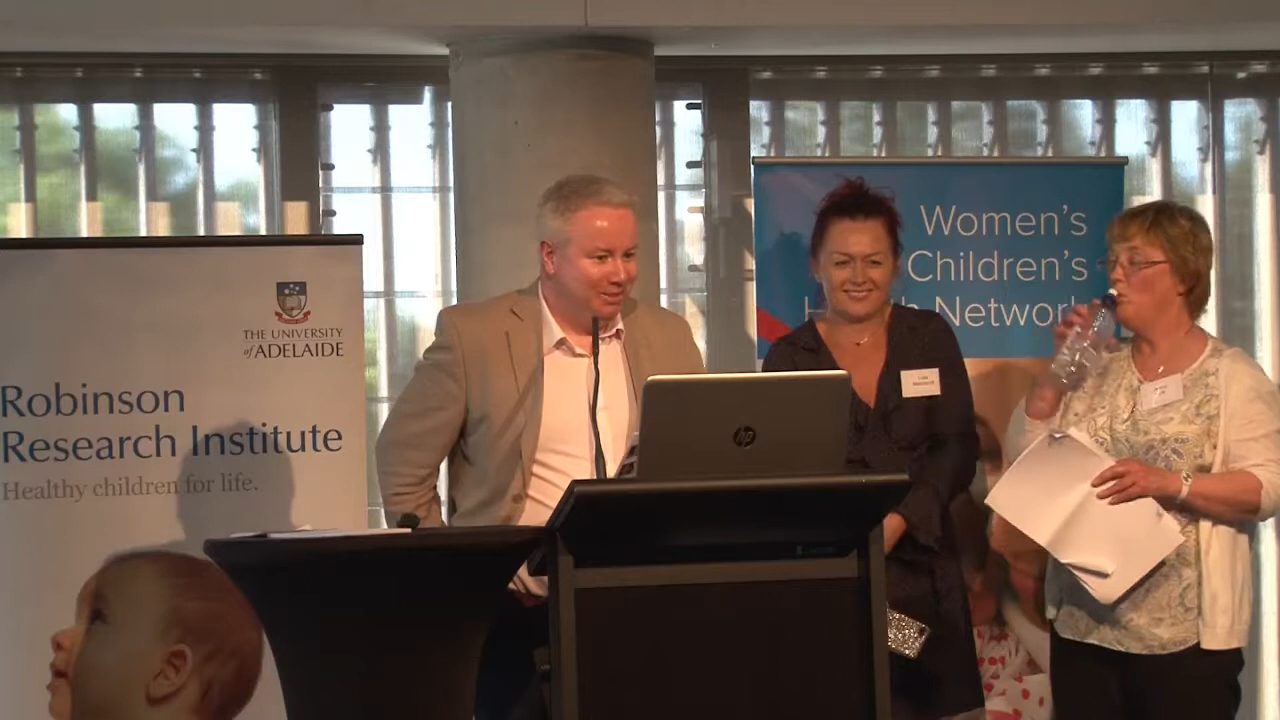 THE UNIVERSITY
of ADELAIDE
Robinson
Research Institute
Healthy children for life.
Women's
Children's
Network
hp